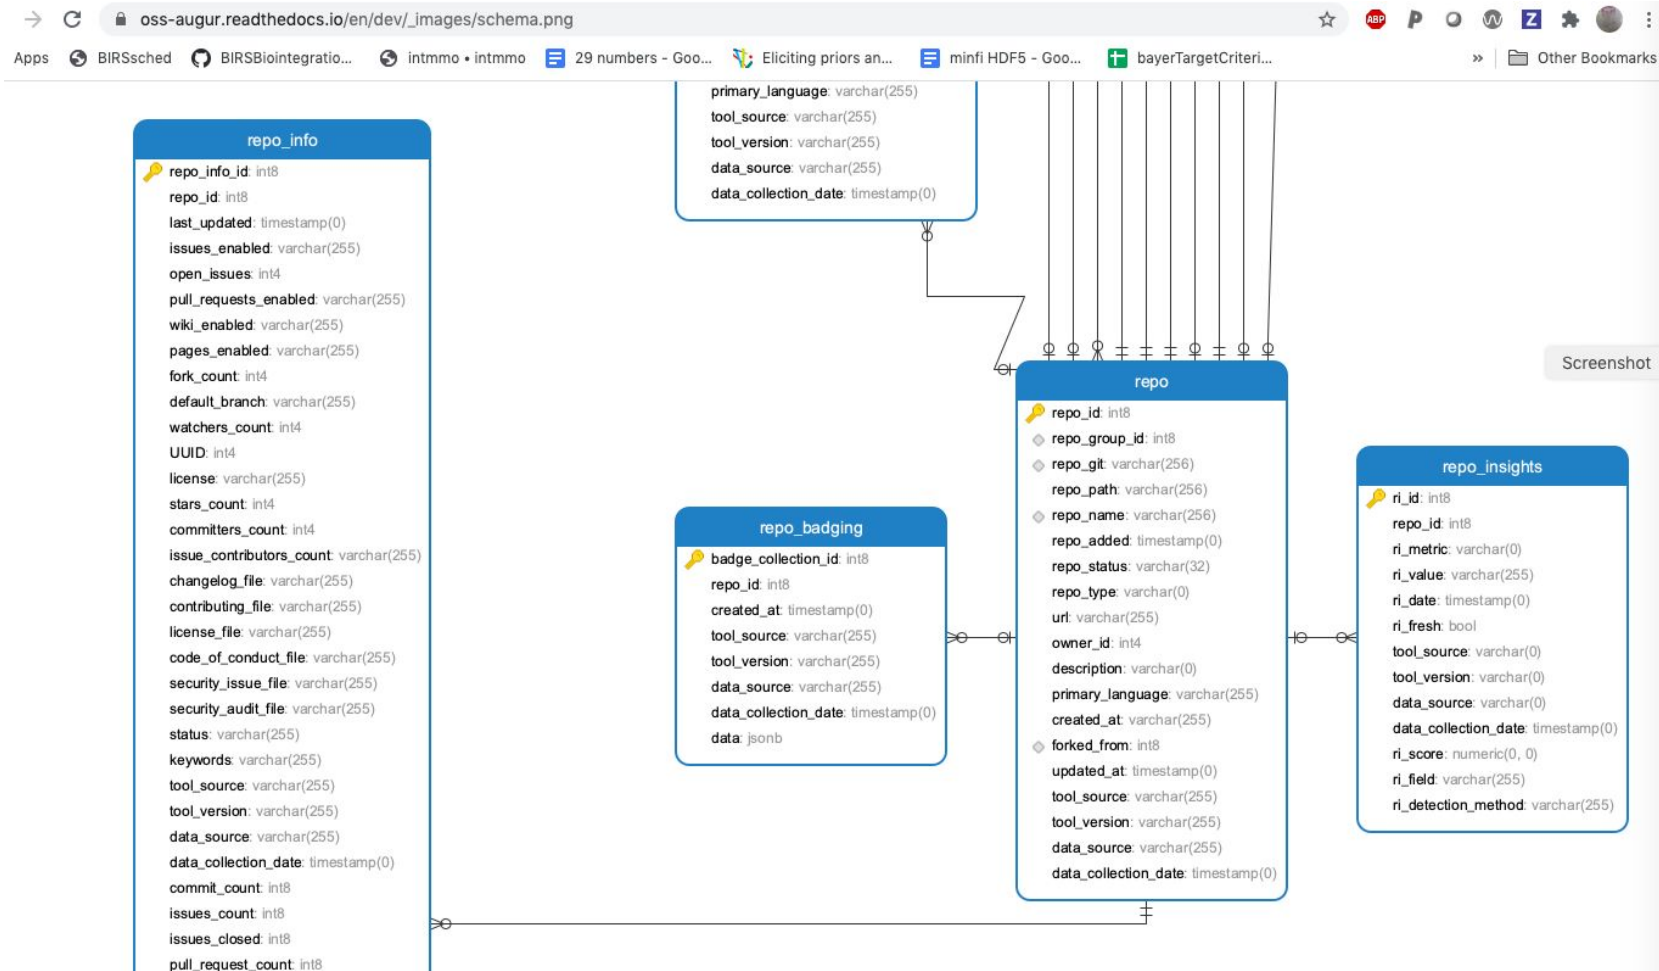 oss-augur.readthedocs.io/en/dev/_images/schema.png
ABP
Apps BIRSsched BIRSBiointegratio... intmmo • intmmo 29 numbers - Goo... Eliciting priors an... minfi HDF5 - Goo... bayerTargetCriteri... » Other Bookmarks
primary_language: varchar(255)
tool_source: varchar(255)
tool_version: varchar(255)
data_source: varchar(255)
data_collection_date: timestamp(0)
repo_info
repo_info_id: int8
repo_id: int8
last_updated: timestamp(0)
issues_enabled: varchar(255)
open_issues: int4
pull_requests_enabled: varchar(255)
wiki_enabled: varchar(255)
pages_enabled: varchar(255)
fork_count: int4
default_branch: varchar(255)
watchers_count: int4
UUID: int4
license: varchar(255)
stars_count: int4
committers_count: int4
issue_contributors_count: varchar(255)
changelog_file: varchar(255)
contributing_file: varchar(255)
license_file: varchar(255)
code_of_conduct_file: varchar(255)
security_issue_file: varchar(255)
security_audit_file: varchar(255)
status: varchar(255)
keywords: varchar(255)
tool_source: varchar(255)
tool_version: varchar(255)
data_source: varchar(255)
data_collection_date: timestamp(0)
commit_count: int8
issues_count: int8
issues_closed: int8
pull_request_count: int8
repo_badging
badge_collection_id: int8
repo_id: int8
created_at: timestamp(0)
tool_source: varchar(255)
tool_version: varchar(255)
data_source: varchar(255)
data_collection_date: timestamp(0)
data: jsonb
repo
repo_id: int8
repo_group_id: int8
repo_git: varchar(256)
repo_path: varchar(256)
repo_name: varchar(256)
repo_added: timestamp(0)
repo_status: varchar(32)
repo_type: varchar(0)
url: varchar(255)
owner_id: int4
description: varchar(0)
primary_language: varchar(255)
created_at: varchar(255)
forked_from: int8
updated_at: timestamp(0)
tool_source: varchar(255)
tool_version: varchar(255)
data_source: varchar(255)
data_collection_date: timestamp(0)
Screenshot
repo_insights
ri_id: int8
repo_id: int8
ri_metric: varchar(0)
ri_value: varchar(255)
ri_date: timestamp(0)
ri_fresh: bool
tool_source: varchar(0)
tool_version: varchar(0)
data_source: varchar(0)
data_collection_date: timestamp(0)
ri_score: numeric(0, 0)
ri_field: varchar(255)
ri_detection_method: varchar(255)